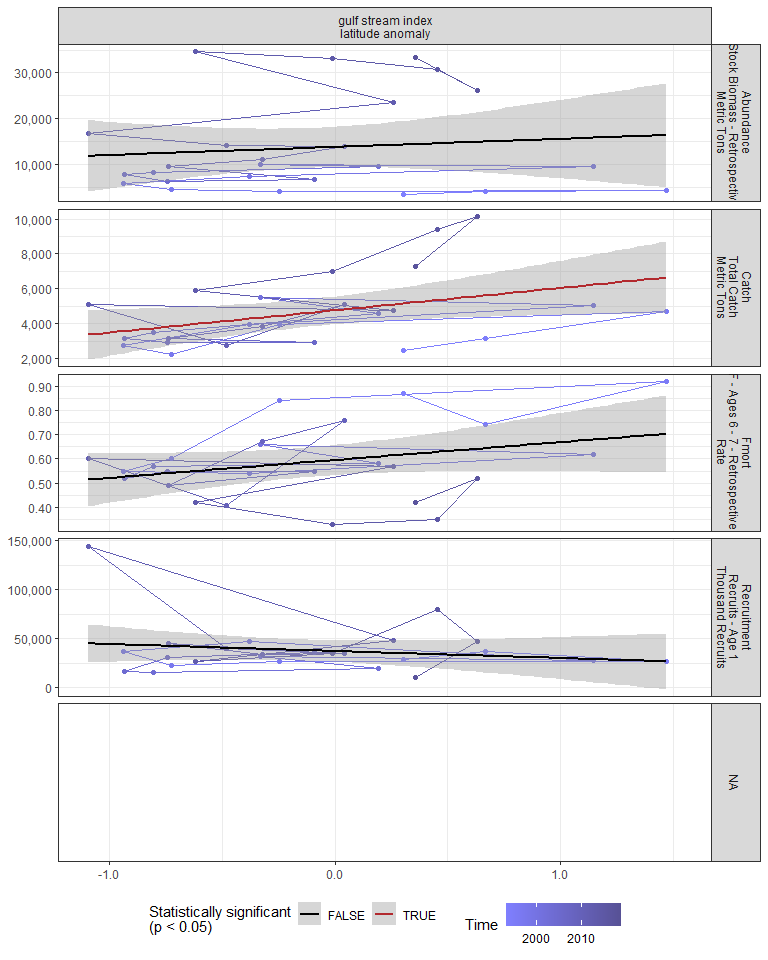 gulf stream index
latitude anomaly
30,000
20,000
10,000
Abundance
Stock Biomass - Retrospectiv
Metric Tons
10,000
8,000
6,000
4,000
2,000
Catch
Total Catch
Metric Tons
0.90
0.80
0.70
0.60
0.50
0.40
Fmort
F - Ages 6 - 7 - Retrospective
Rate
150,000
100,000
50,000
0
Recruitment
Recruits - Age 1
Thousand Recruits
NA
-1.0 0.0 1.0
Statistically significant
(p < 0.05)
FALSE TRUE
Time
2000 2010